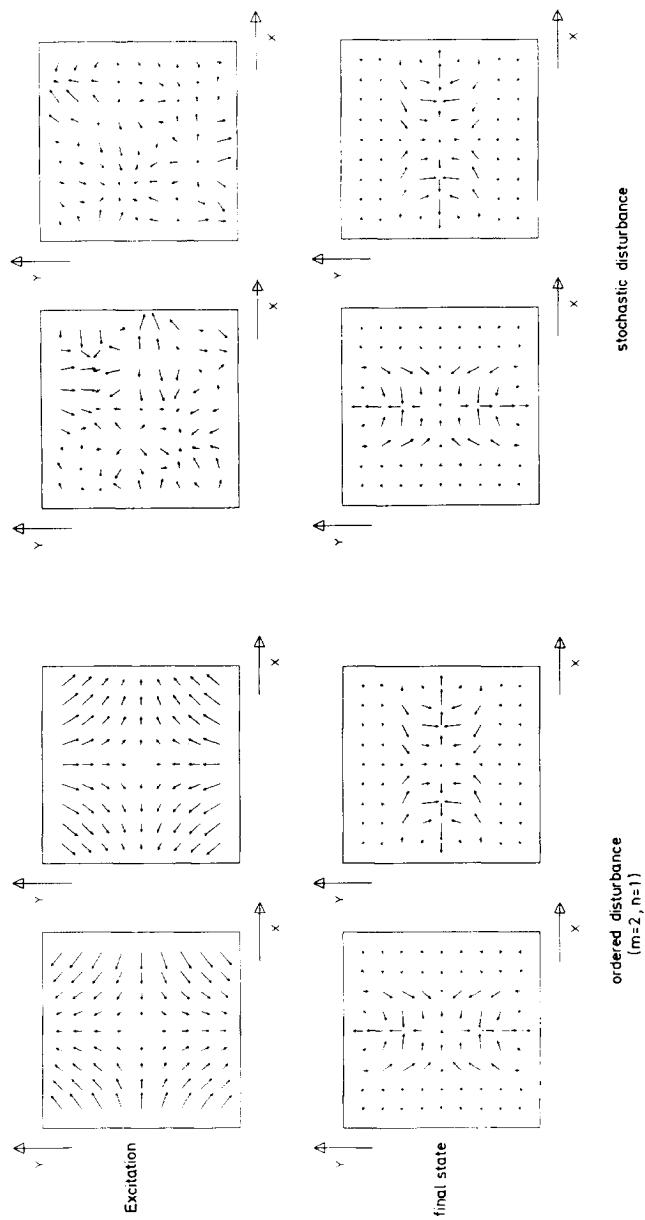 Excitation
Y
X
Y
X
Y
X
Y
X
final state
Y
X
Y
X
Y
X
Y
X
ordered disturbance
(m=2, n=1)
stochastic disturbance